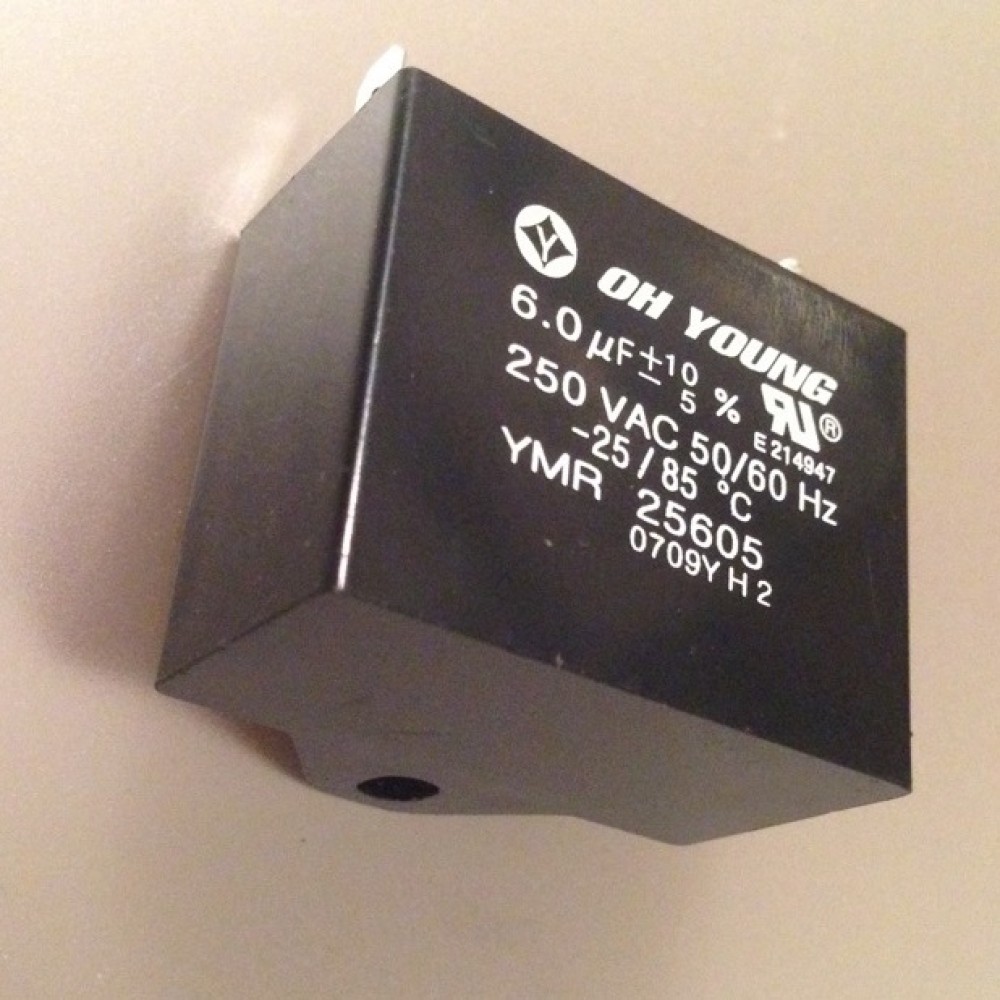 Y OH YOUNG
6.0 µF ± 10 5 %
RU ®
E214947
250 VAC 50/60 Hz
-25 / 85 °C
YMR 25605
0709Y H 2